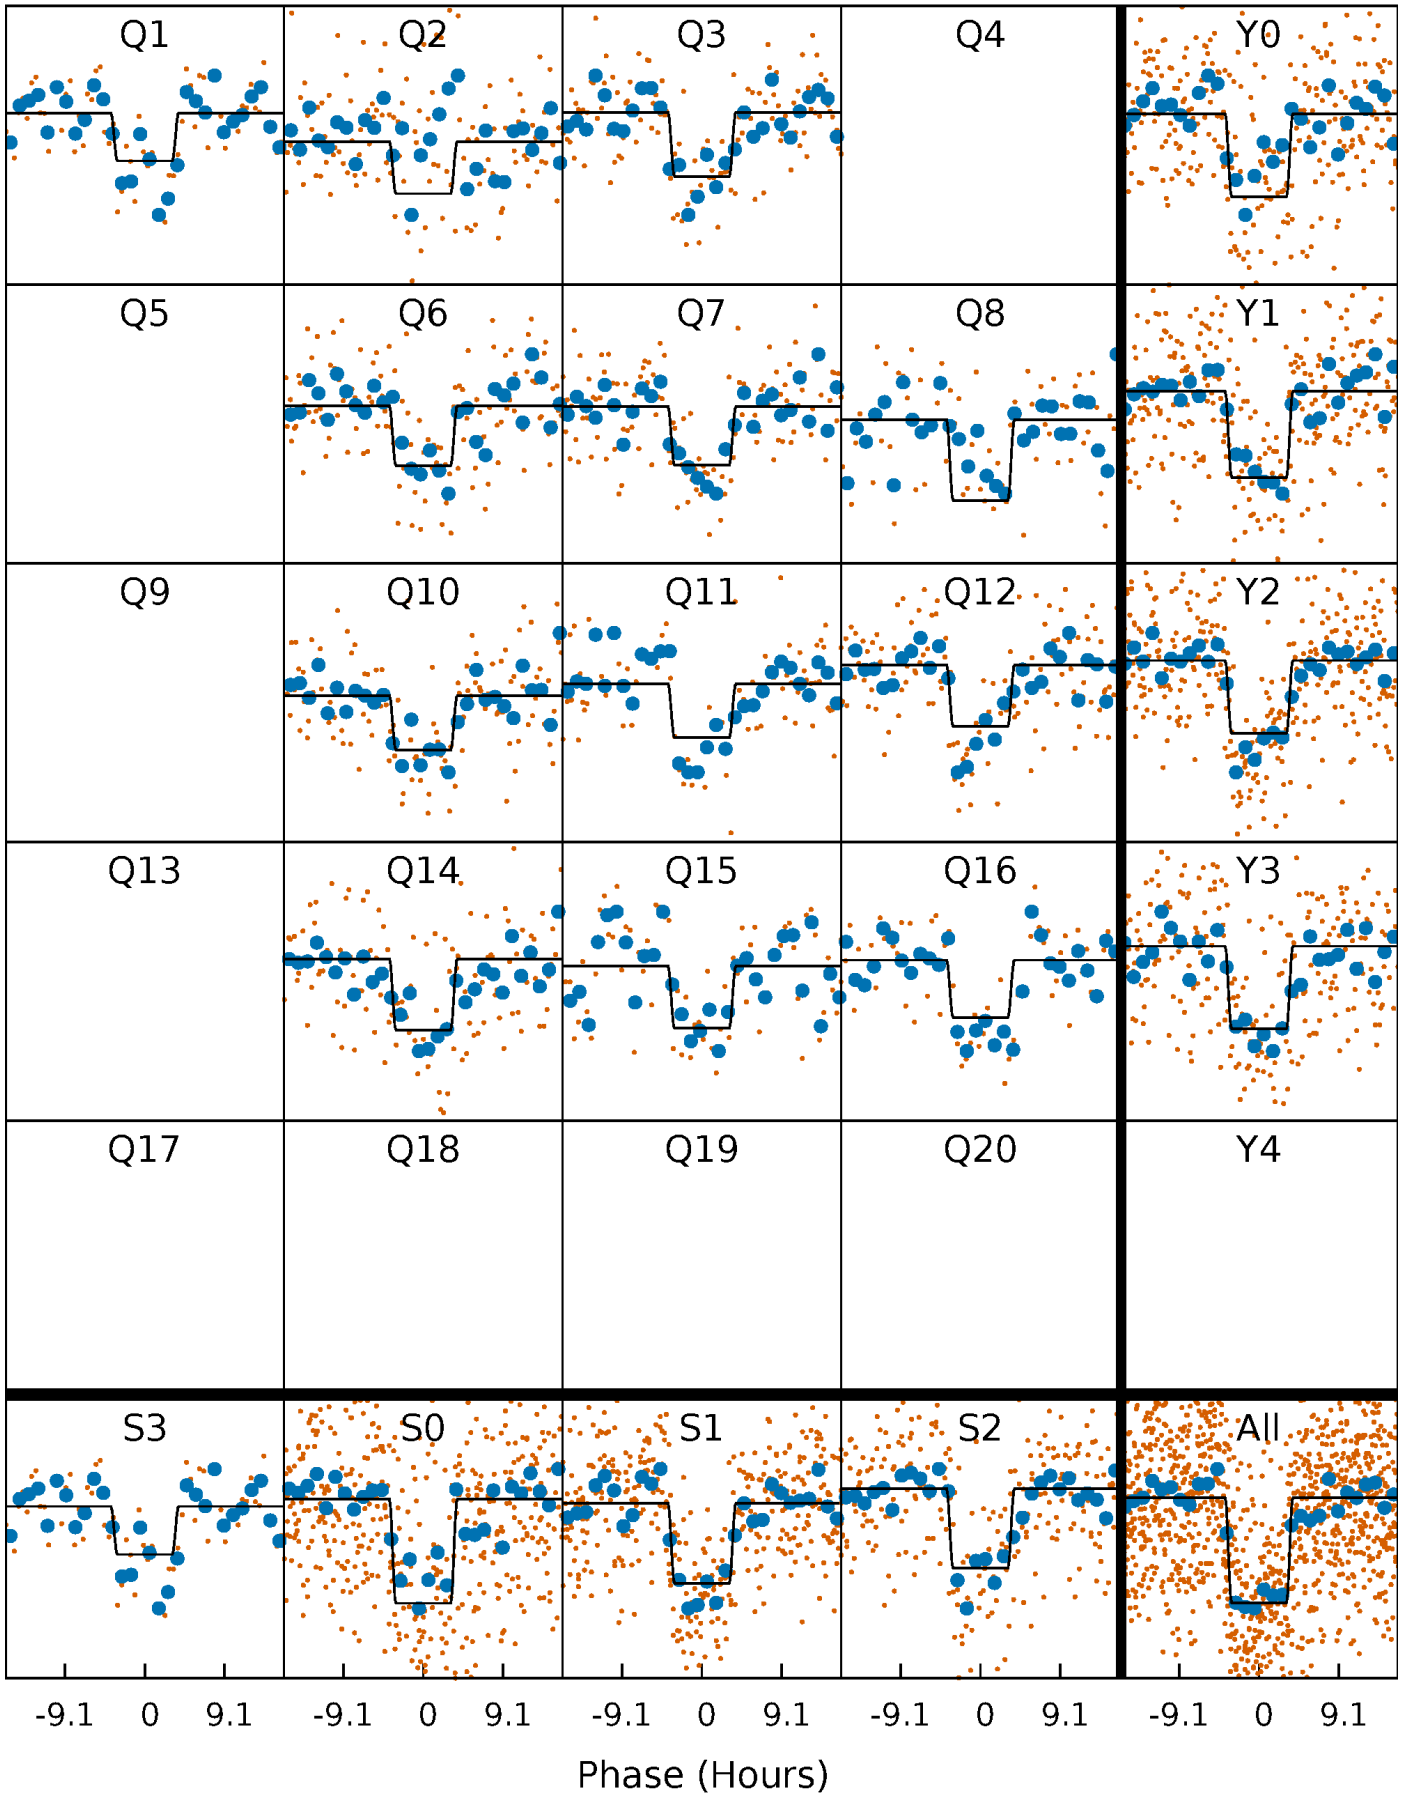 Q1 Q2 Q3 Q4 Y0
Q5 Q6 Q7 Q8 Y1
Q9 Q10 Q11 Q12 Y2
Q13 Q14 Q15 Q16 Y3
Q17 Q18 Q19 Q20 Y4
S3 S0 S1 S2 All
-9.1 0 9.1 -9.1 0 9.1 -9.1 0 9.1 -9.1 0 9.1 -9.1 0 9.1
Phase (Hours)